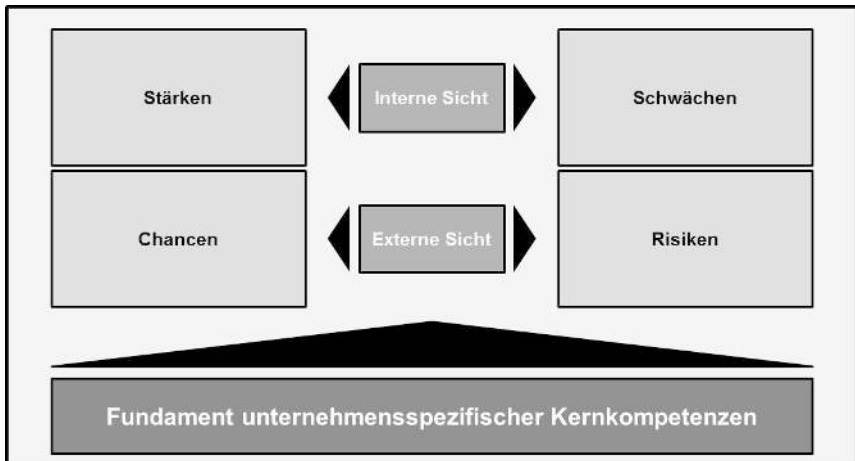 Stärken
Interne Sicht
Schwächen
Chancen
Externe Sicht
Risiken
Fundament unternehmensspezifischer Kernkompetenzen